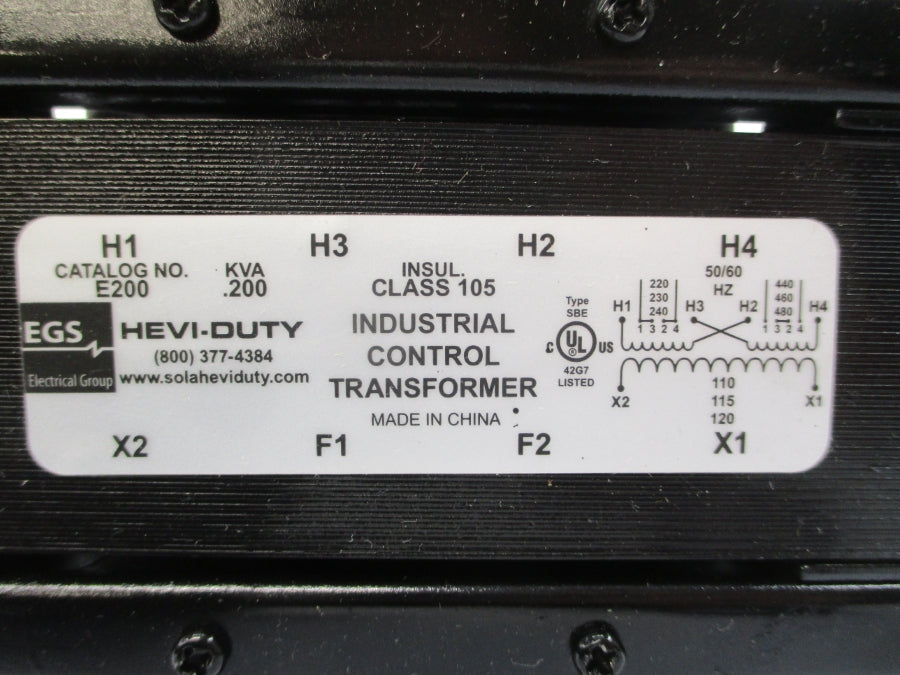 H1 H3 H2 H4
CATALOG NO. KVA INSUL. 50/60
E200 .200 CLASS 105 HZ
EGS
Electrical Group
HEVI-DUTY
(800) 377-4384
www.solaheviduty.com
INDUSTRIAL
CONTROL
TRANSFORMER
MADE IN CHINA
Type
SBE
C UL US
42G7
LISTED
220 440
230 460
240 480
H1 H3 H2 H4
1 3 2 4 1 3 2 4
X2 110 X1
115
120
X2 F1 F2 X1